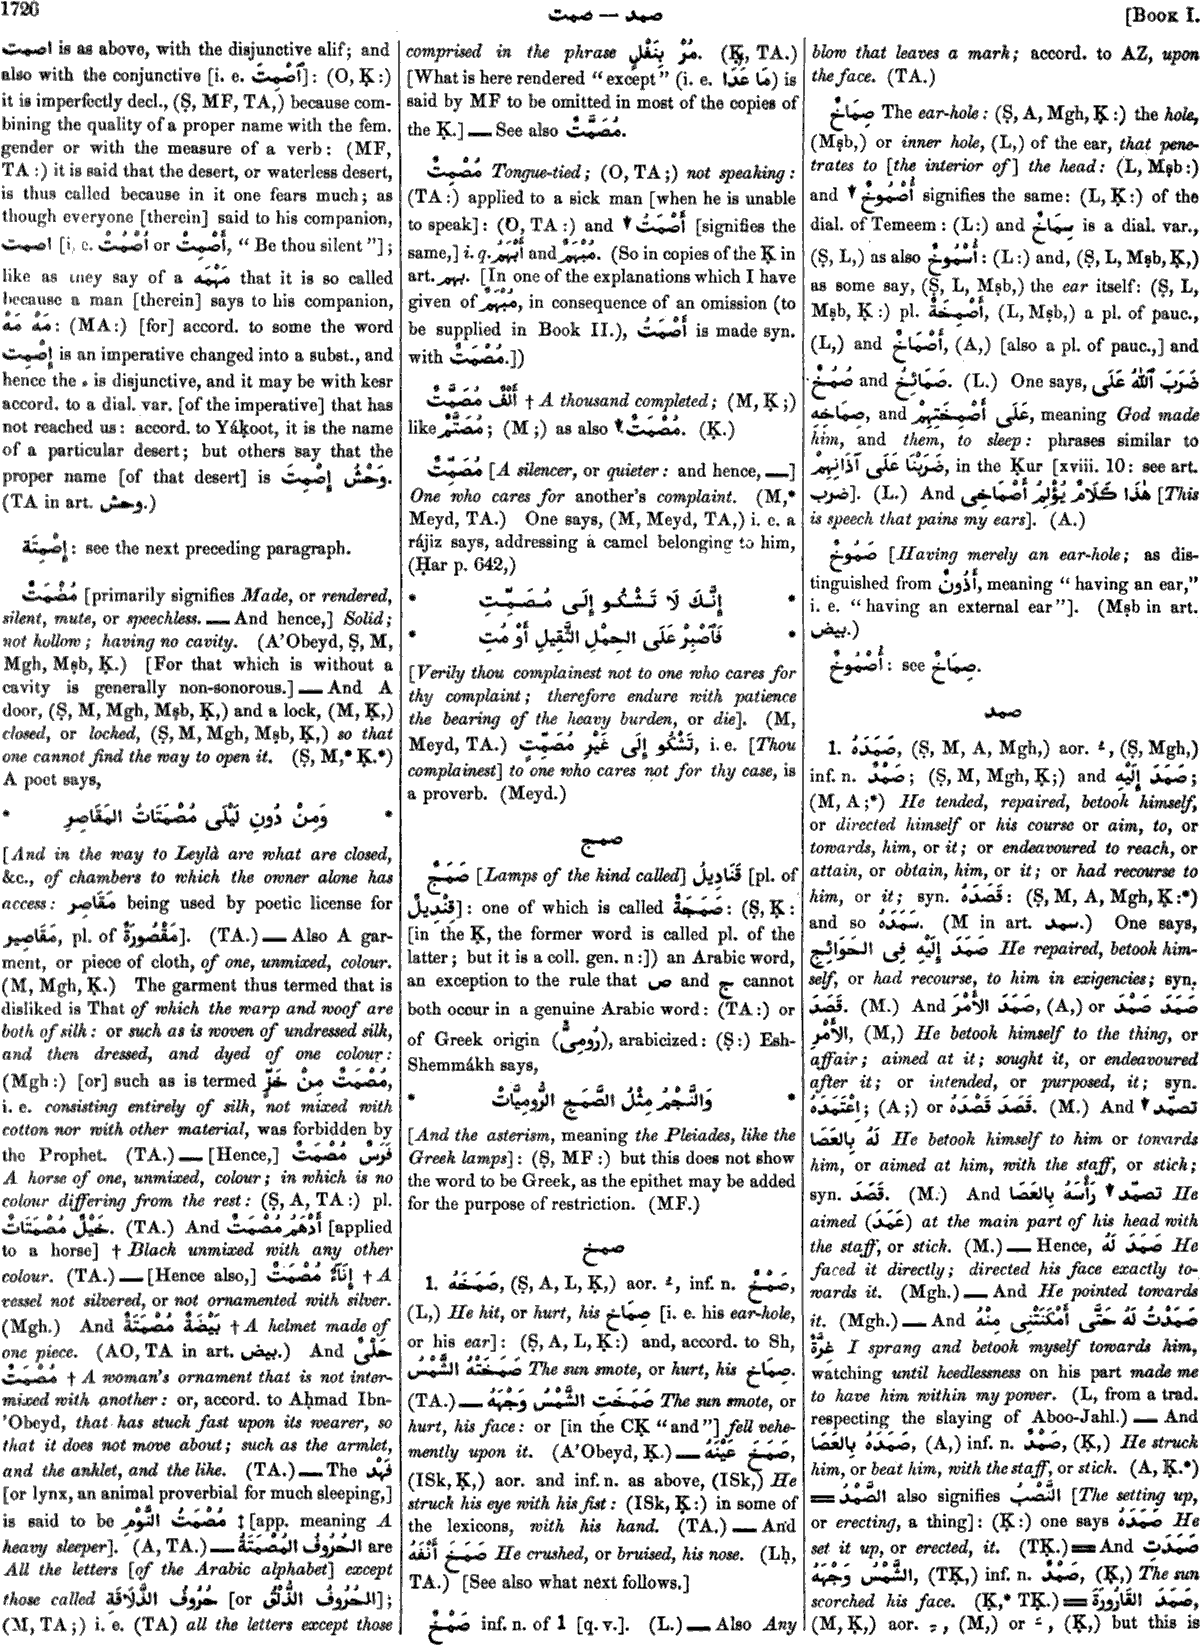 1726
صمت — صمد
[BOOK I.
اصمت is as above, with the disjunctive alif; and
also with the conjunctive [i. e. ٱصْمِتَ]: (O, Ḳ:)
it is imperfectly decl., (Ṣ, MF, TA,) because com-
bining the quality of a proper name with the fem.
gender or with the measure of a verb: (MF,
TA:) it is said that the desert, or waterless desert,
is thus called because in it one fears much; as
though everyone [therein] said to his companion,
اصمت [i. e. أُصْمُتْ or أَصْمِتْ, “Be thou silent”];
like as they say of a مَهْمَه that it is so called
because a man [therein] says to his companion,
مَهْ مَهْ: (MA:) [for] accord. to some the word
إِصْمِت is an imperative changed into a subst., and
hence the ء is disjunctive, and it may be with kesr
accord. to a dial. var. [of the imperative] that has
not reached us: accord. to Yáḳoot, it is the name
of a particular desert; but others say that the
proper name [of that desert] is وَحْشُ إِصْمِتَ.
(TA in art. وحش.)
إِصْمِتَة: see the next preceding paragraph.
مُصْمَتٌ [primarily signifies Made, or rendered,
silent, mute, or speechless. — And hence,] Solid;
not hollow; having no cavity. (A’Obeyd, Ṣ, M,
Mgh, Mṣb, Ḳ.) [For that which is without a
cavity is generally non-sonorous.] — And A
door, (Ṣ, M, Mgh, Mṣb, Ḳ,) and a lock, (M, Ḳ,)
closed, or locked, (Ṣ, M, Mgh, Mṣb, Ḳ,) so that
one cannot find the way to open it. (Ṣ, M,* Ḳ.*)
A poet says,
* وَمِنْ دُونِ لَيْلَى مُصْمَتَاتُ المَقَاصِرِ *
[And in the way to Leylà are what are closed,
&c., of chambers to which the owner alone has
access: مَقَاصِر being used by poetic license for
مَقَاصِير, pl. of مَقْصُورَةٌ]. (TA.) — Also A gar-
ment, or piece of cloth, of one, unmixed, colour.
(M, Mgh, Ḳ.) The garment thus termed that is
disliked is That of which the warp and woof are
both of silk: or such as is woven of undressed silk,
and then dressed, and dyed of one colour:
(Mgh:) [or] such as is termed مُصْمَتٌ مِنْ خَزٍّ,
i. e. consisting entirely of silk, not mixed with
cotton nor with other material, was forbidden by
the Prophet. (TA.) — [Hence,] فَرَسٌ مُصْمَتٌ
A horse of one, unmixed, colour; in which is no
colour differing from the rest: (Ṣ, A, TA:) pl.
خَيْلٌ مُصْمَتَاتٌ. (TA.) And أَدْهَمُ مُصْمَتٌ [applied
to a horse] † Black unmixed with any other
colour. (TA.) — [Hence also,] إِنَآءٌ مُصْمَتٌ † A
vessel not silvered, or not ornamented with silver.
(Mgh.) And بَيْضَةٌ مُصْمَتَةٌ † A helmet made of
one piece. (AO, TA in art. بيض.) And حَلْىٌ
مُصْمَتٌ † A woman’s ornament that is not inter-
mixed with another: or, accord. to Aḥmad Ibn-
’Obeyd, that has stuck fast upon its wearer, so
that it does not move about; such as the armlet,
and the anklet, and the like. (TA.) — The فَهْد
[or lynx, an animal proverbial for much sleeping,]
is said to be مُصْمَتُ النَّوْمِ ‡ [app. meaning A
heavy sleeper]. (A, TA.) — الحُرُوفُ المُصْمَتَةُ are
All the letters [of the Arabic alphabet] except
those called حُرُوفُ الذَّلَاقَةِ [or الحُرُوفُ الذُّلْقُ];
(M, TA;) i. e. (TA) all the letters except those
comprised in the phrase مُرْ بِنَفَلٍ. (Ḳ, TA.)
[What is here rendered “except” (i. e. مَا عَدَا) is
said by MF to be omitted in most of the copies of
the Ḳ.] — See also مُصَمَّتٌ.
مُصْمِتٌ Tongue-tied; (O, TA;) not speaking:
(TA:) applied to a sick man [when he is unable
to speak]: (O, TA:) and ▼ أَصْمَتُ [signifies the
same,] i. q. أَبْهَمُ and مُبْهَمٌ. (So in copies of the Ḳ in
art. بهم. [In one of the explanations which I have
given of مُبْهَمٌ, in consequence of an omission (to
be supplied in Book II.), أَصْمَتُ is made syn.
with مُصْمَتٌ.])
أَلْفٌ مُصَمَّتٌ † A thousand completed; (M, Ḳ;)
like مُصَتَّمٌ; (M;) as also ▼ مُصْمَتٌ. (Ḳ.)
مُصَمِّتٌ [A silencer, or quieter: and hence, —]
One who cares for another’s complaint. (M,*
Meyd, TA.) One says, (M, Meyd, TA,) i. e. a
rájiz says, addressing a camel belonging to him,
(Ḥar p. 642,)
* إِنَّكَ لَا تَشْكُو إِلَى مُصَمِّتِ *
* فَٱصْبِرْ عَلَى الحِمْلِ الثَّقِيلِ أَوْ مُتِ *
[Verily thou complainest not to one who cares for
thy complaint; therefore endure with patience
the bearing of the heavy burden, or die]. (M,
Meyd, TA.) تَشْكُو إِلَى غَيْرِ مُصَمِّتٍ, i. e. [Thou
complainest] to one who cares not for thy case, is
a proverb. (Meyd.)
صمج
صَمَجٌ [Lamps of the kind called] قَنَادِيلُ [pl. of
قِنْدِيلٌ]: one of which is called صَمَجَةٌ: (Ṣ, Ḳ:
[in the Ḳ, the former word is called pl. of the
latter; but it is a coll. gen. n:]) an Arabic word,
an exception to the rule that ص and ج cannot
both occur in a genuine Arabic word: (TA:) or
of Greek origin (رُومِىٌّ), arabicized: (Ṣ:) Esh-
Shemmákh says,
* وَالنَّجْمُ مِثْلُ الصَّمَجِ الرُّومِيَّاتْ *
[And the asterism, meaning the Pleiades, like the
Greek lamps]: (Ṣ, MF:) but this does not show
the word to be Greek, as the epithet may be added
for the purpose of restriction. (MF.)
صمخ
1. صَمَخَهُ, (Ṣ, A, L, Ḳ,) aor. ـَ, inf. n. صَمْخٌ,
(L,) He hit, or hurt, his صِمَاخ [i. e. his ear-hole,
or his ear]: (Ṣ, A, L, Ḳ:) and, accord. to Sh,
صَمَخَتْهُ الشَّمْسُ The sun smote, or hurt, his صِمَاخ.
(TA.) — صَمَخَتِ الشَّمْسُ وَجْهَهُ The sun smote, or
hurt, his face: or [in the CḲ “and”] fell vehe-
mently upon it. (A’Obeyd, Ḳ.) — صَمَخَ عَيْنَهُ,
(ISk, Ḳ,) aor. and inf. n. as above, (ISk,) He
struck his eye with his fist: (ISk, Ḳ:) in some of
the lexicons, with his hand. (TA.) — And
صَمَخَ أَنْفَهُ He crushed, or bruised, his nose. (Lḥ,
TA.) [See also what next follows.]
صَمْخٌ inf. n. of 1 [q. v.]. (L.) — Also Any
blow that leaves a mark; accord. to AZ, upon
the face. (TA.)
صِمَاخٌ The ear-hole: (Ṣ, A, Mgh, Ḳ:) the hole,
(Mṣb,) or inner hole, (L,) of the ear, that pene-
trates to [the interior of] the head: (L, Mṣb:)
and ▼ أُصْمُوخٌ signifies the same: (L, Ḳ:) of the
dial. of Temeem: (L:) and سِمَاخٌ is a dial. var.,
(Ṣ, L,) as also أُسْمُوخٌ: (L:) and, (Ṣ, L, Mṣb, Ḳ,)
as some say, (Ṣ, L, Mṣb,) the ear itself: (Ṣ, L,
Mṣb, Ḳ:) pl. أَصْمِخَةٌ, (L, Mṣb,) a pl. of pauc.,
(L,) and أَصْمَاخٌ, (A,) [also a pl. of pauc.,] and
صُمُخٌ and صَمَائِخُ. (L.) One says, ضَرَبَ ٱللّٰهُ عَلَى
صِمَاخِهِ, and عَلَى أَصْمِخَتِهِمْ, meaning God made
him, and them, to sleep: phrases similar to
ضَرَبْنَا عَلَى آذَانِهِمْ, in the Ḳur [xviii. 10: see art.
ضرب]. (L.) And هٰذَا كَلَامٌ يُؤْلِمُ أَصْمَاخِى [This
is speech that pains my ears]. (A.)
صَمُوخٌ [Having merely an ear-hole; as dis-
tinguished from أَذُونٌ, meaning “having an ear,”
i. e. “having an external ear”]. (Mṣb in art.
بيض.)
أُصْمُوخٌ: see صِمَاخٌ.
صمد
1. صَمَدَهُ, (Ṣ, M, A, Mgh,) aor. ـُ, (Ṣ, Mgh,)
inf. n. صَمْدٌ; (Ṣ, M, Mgh, Ḳ;) and صَمَدَ إِلَيْهِ;
(M, A;*) He tended, repaired, betook himself,
or directed himself or his course or aim, to, or
towards, him, or it; or endeavoured to reach, or
attain, or obtain, him, or it; or had recourse to
him, or it; syn. قَصَدَهُ: (Ṣ, M, A, Mgh, Ḳ:*)
and so سَمَدَهُ. (M in art. سمد.) One says,
صَمَدَ إِلَيْهِ فِى الحَوَائِجِ He repaired, betook him-
self, or had recourse, to him in exigencies; syn.
قَصَدَ. (M.) And صَمَدَ الأَمْرَ, (A,) or صَمَدَ صَمْدَ
الأَمْرِ, (M,) He betook himself to the thing, or
affair; aimed at it; sought it, or endeavoured
after it; or intended, or purposed, it; syn.
اِعْتَمَدَهُ; (A;) or قَصَدَ قَصْدَهُ. (M.) And ▼ تصمّد
لَهُ بِالعَصَا He betook himself to him or towards
him, or aimed at him, with the staff, or stick;
syn. قَصَدَ. (M.) And تصمّد ▼ رَأْسَهُ بِالعَصَا He
aimed (عَمَدَ) at the main part of his head with
the staff, or stick. (M.) — Hence, صَمَدَ لَهُ He
faced it directly; directed his face exactly to-
wards it. (Mgh.) — And He pointed towards
it. (Mgh.) — And صَمَدْتُ لَهُ حَتَّى أَمْكَنَتْنِى مِنْهُ
غِرَّةٌ I sprang and betook myself towards him,
watching until heedlessness on his part made me
to have him within my power. (L, from a trad.
respecting the slaying of Aboo-Jahl.) — And
صَمَدَهُ بِالعَصَا, (A,) inf. n. صَمْدٌ, (Ḳ,) He struck
him, or beat him, with the staff, or stick. (A, Ḳ.*)
= الصَّمْدُ also signifies النَّصْبُ [The setting up,
or erecting, a thing]: (Ḳ:) one says صَمَدَهُ He
set it up, or erected, it. (TḲ.) = And صَمَدَتِ
الشَّمْسُ وَجْهَهُ, (TḲ,) inf. n. صَمْدٌ, (Ḳ,) The sun
scorched his face. (Ḳ,* TḲ.) = صَمَدَ القَارُورَةَ,
(M, Ḳ,) aor. ـِ, (M,) or ـُ, (Ḳ,) but this is